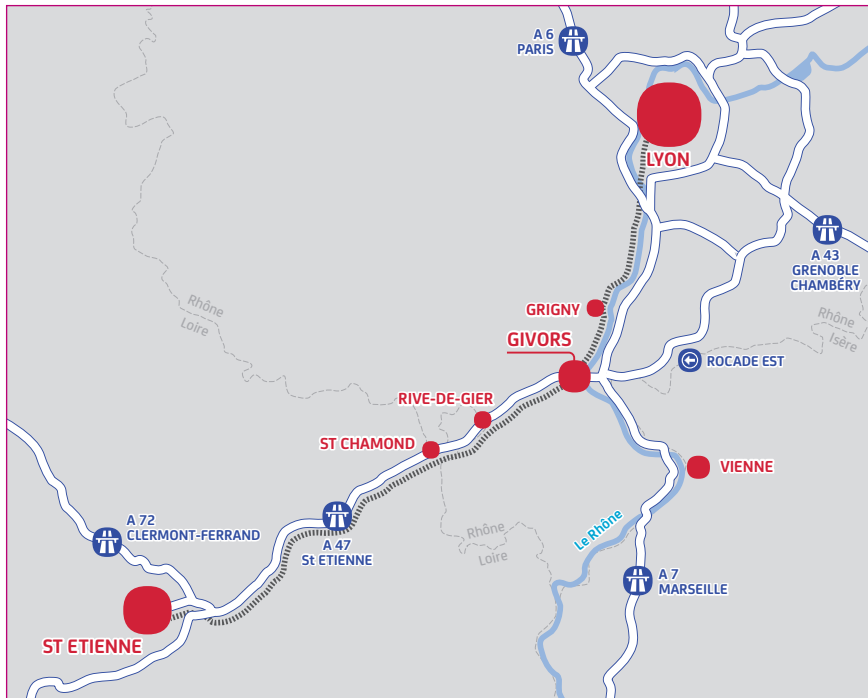 A 6
PARIS
LYON
A 43
GRENOBLE
CHAMBÉRY
Rhône
Loire
GRIGNY
Rhône
Isère
GIVORS
ROCADE EST
RIVE-DE-GIER
ST CHAMOND
VIENNE
A 72
CLERMONT-FERRAND
A 47
St ETIENNE
Rhône
Loire
Le Rhône
A 7
MARSEILLE
ST ETIENNE